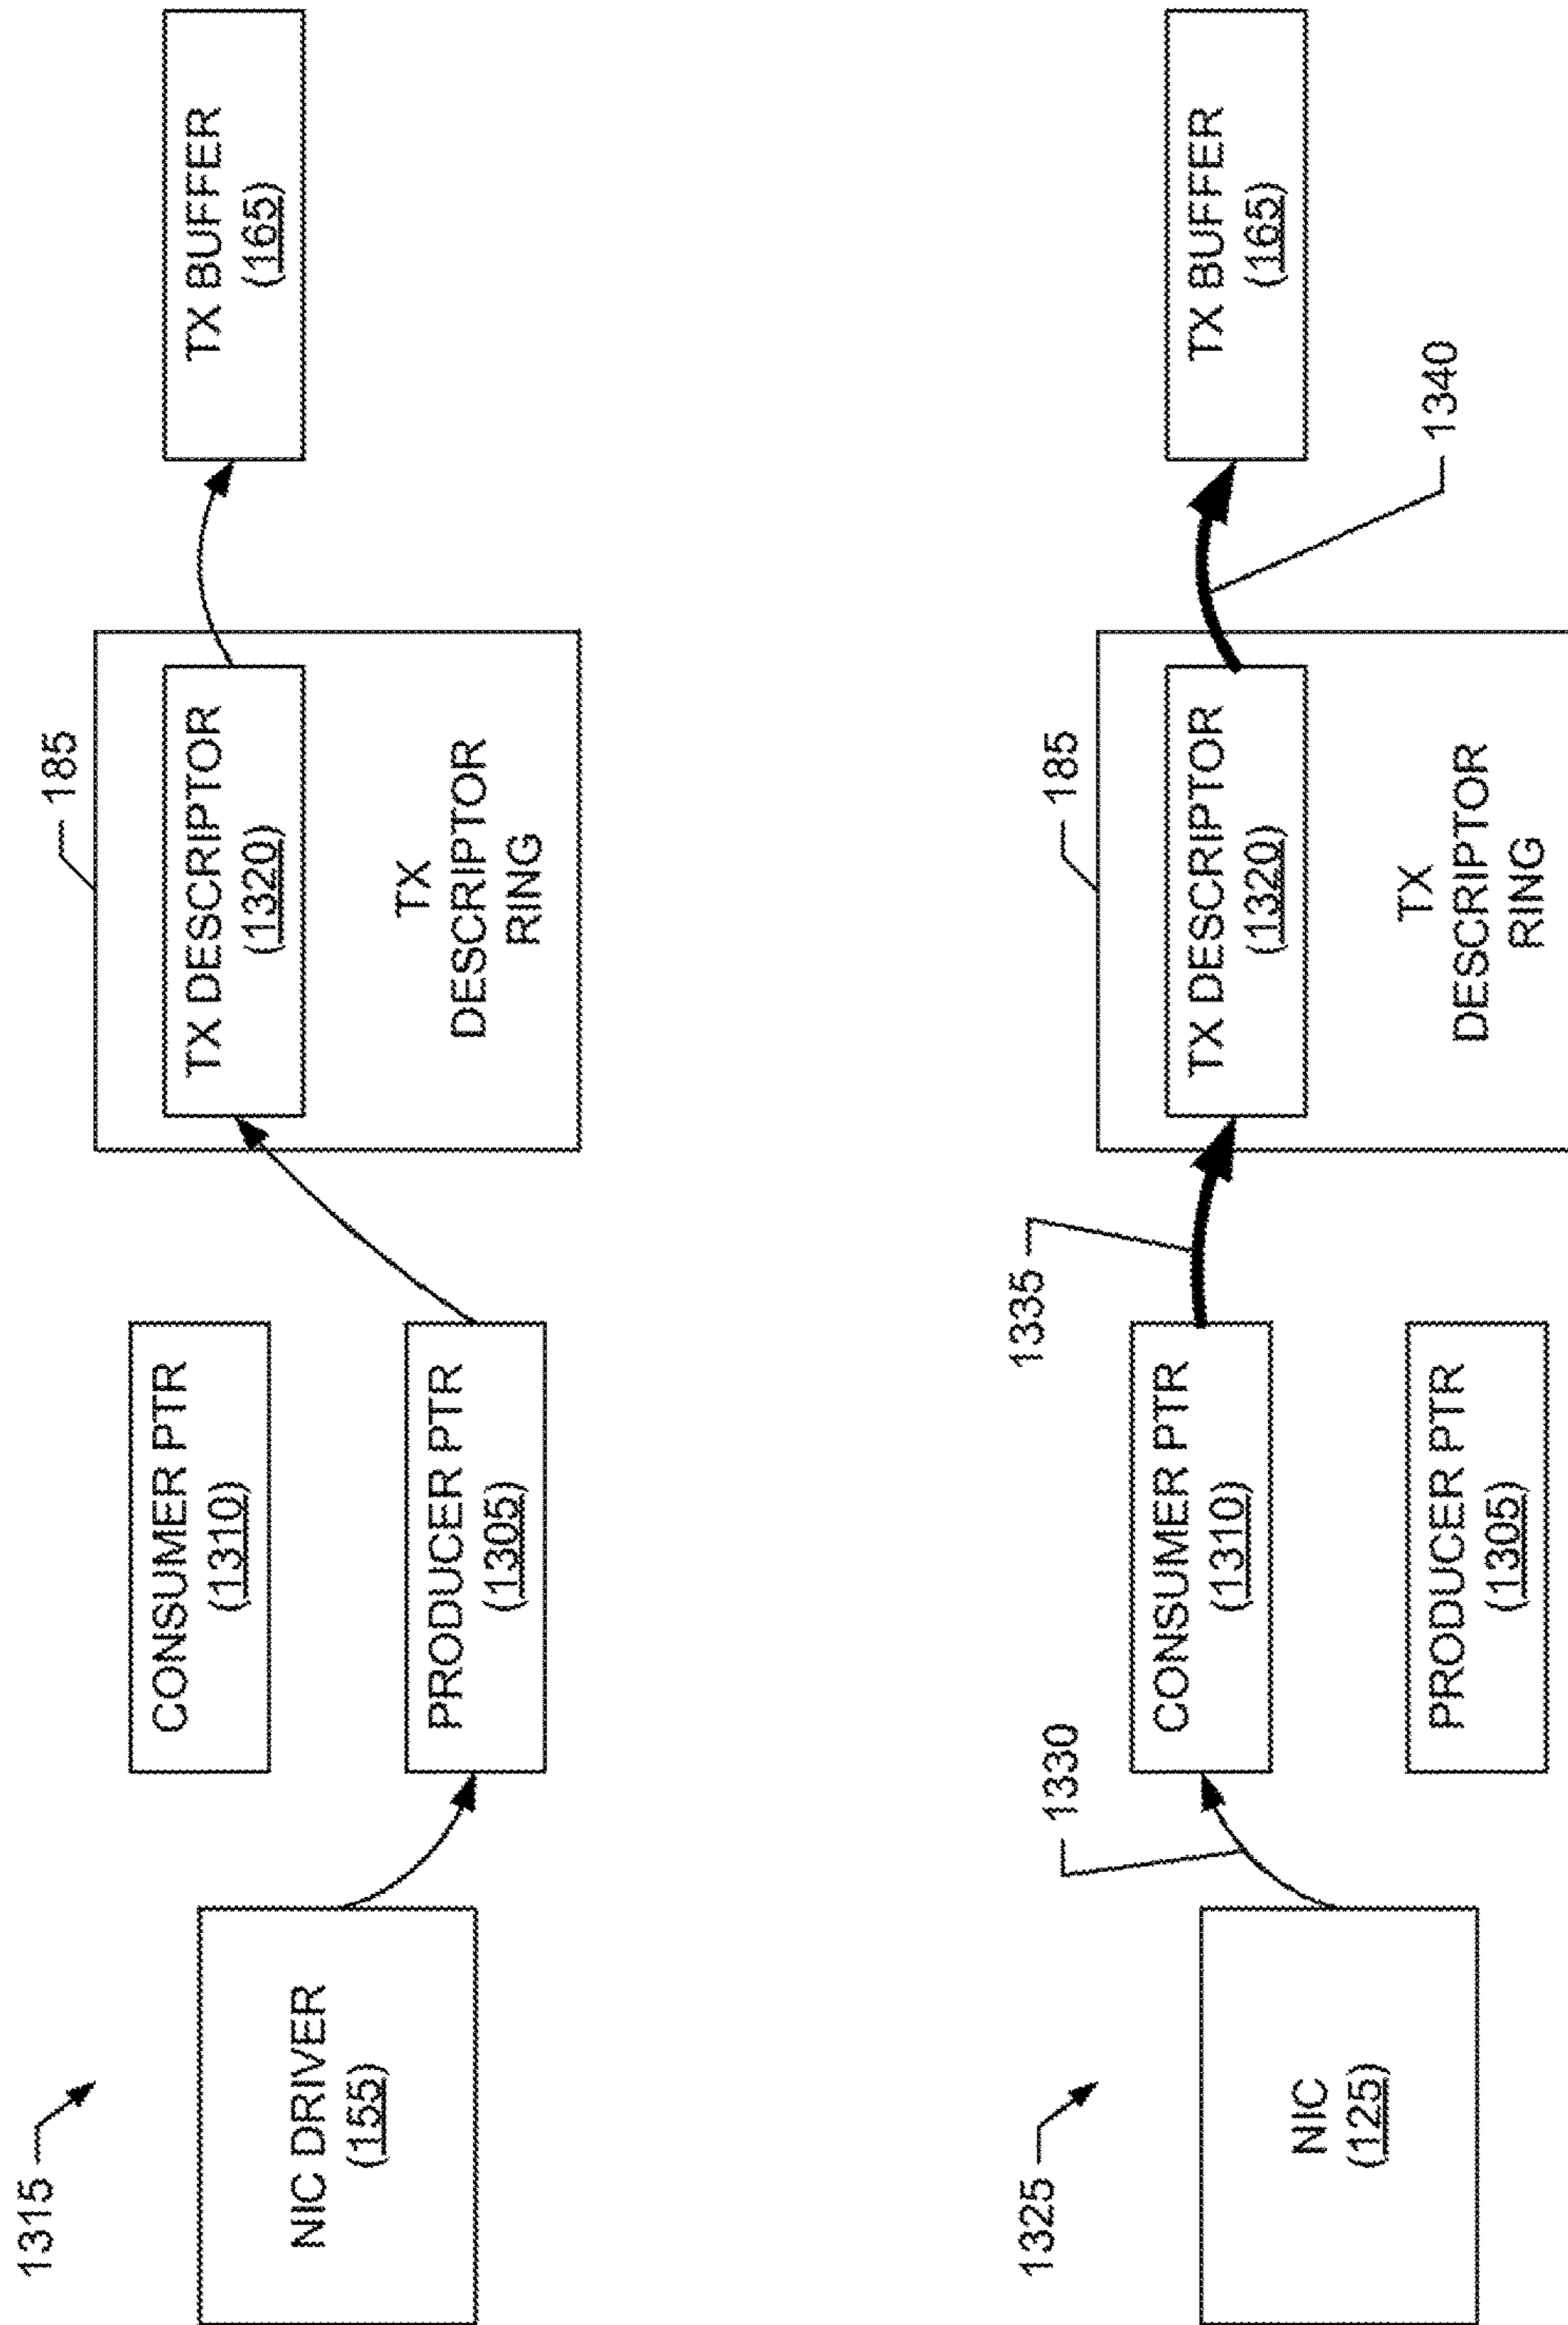 1315
NIC DRIVER
(155)
CONSUMER PTR
(1310)
PRODUCER PTR
(1305)
185
TX DESCRIPTOR
(1320)
TX
DESCRIPTOR
RING
TX BUFFER
(165)
1325
NIC
(125)
1330
CONSUMER PTR
(1310)
PRODUCER PTR
(1305)
1335
185
TX DESCRIPTOR
(1320)
TX
DESCRIPTOR
RING
1340
TX BUFFER
(165)